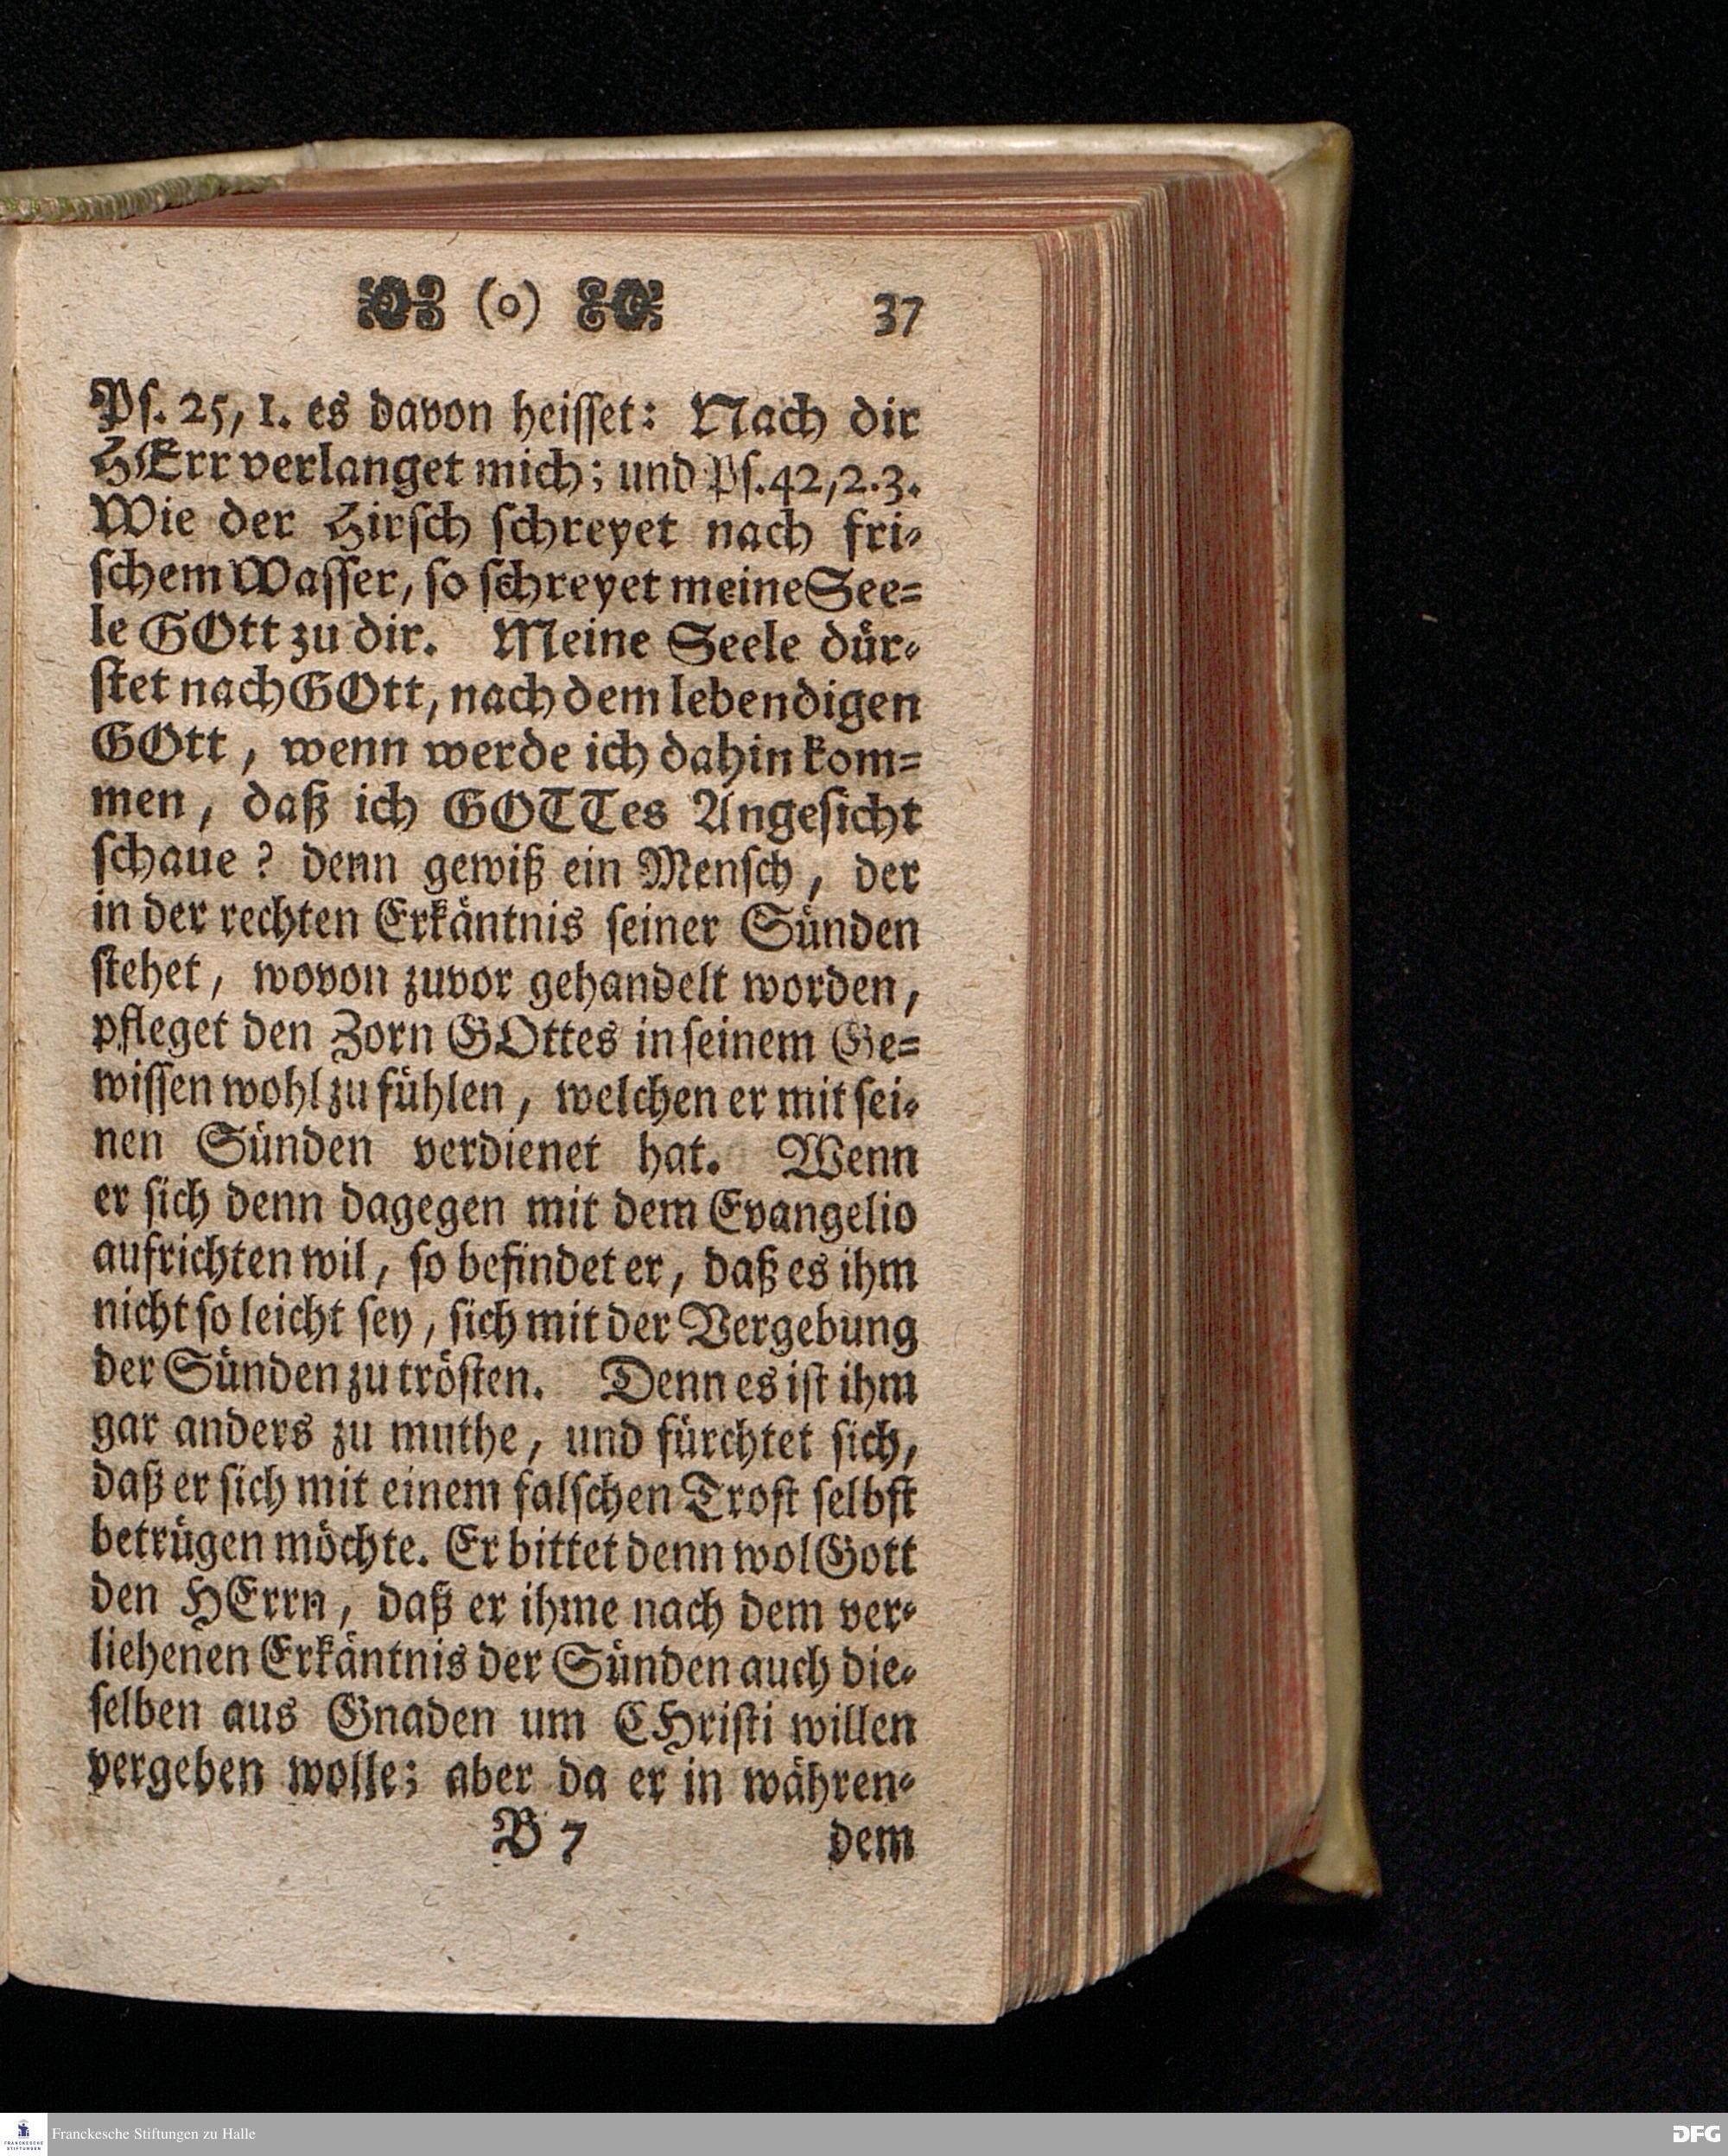 (o) 37
Pſ. 25, 1. es davon heiſſet: Nach dir
HErr verlanget mich; und Pſ. 42, 2. 3.
Wie der Hirſch ſchreyet nach fri-
ſchem Waſſer, ſo ſchreyet meine See-
le GOtt zu dir. Meine Seele dür-
ſtet nach GOtt, nach dem lebendigen
GOtt, wenn werde ich dahin kom-
men, daß ich GOTTes Angeſicht
ſchaue? denn gewiß ein Menſch, der
in der rechten Erkäntnis ſeiner Sünden
ſtehet, wovon zuvor gehandelt worden,
pfleget den Zorn GOttes in ſeinem Ge-
wiſſen wohl zu fühlen, welchen er mit ſei-
nen Sünden verdienet hat. Wenn
er ſich denn dagegen mit dem Evangelio
aufrichten wil, ſo befindet er, daß es ihm
nicht ſo leicht ſey, ſich mit der Vergebung
der Sünden zu tröſten. Denn es iſt ihm
gar anders zu muthe, und fürchtet ſich,
daß er ſich mit einem falſchen Troſt ſelbſt
betrügen möchte. Er bittet denn wol Gott
den HErrn, daß er ihme nach dem ver-
liehenen Erkäntnis der Sünden auch die-
ſelben aus Gnaden um CHriſti willen
vergeben wolle; aber da er in währen-
B 7 dem
FRANCKESCHE STIFTUNGEN
Franckesche Stiftungen zu Halle
DFG